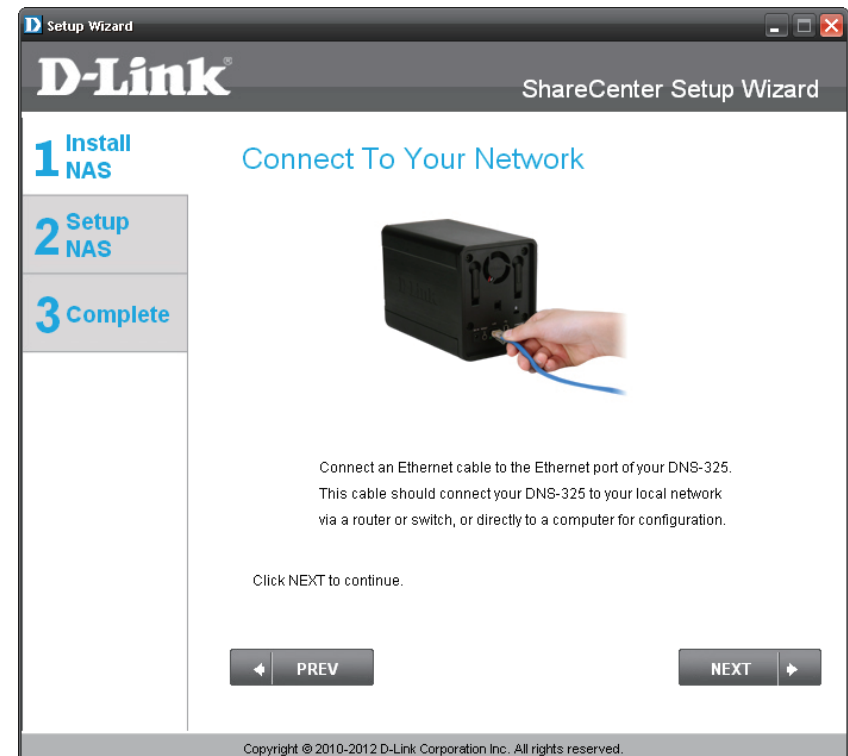 Setup Wizard
D-Link®
ShareCenter Setup Wizard
1 Install
NAS
2 Setup
NAS
3 Complete
Connect To Your Network
D-Link
Connect an Ethernet cable to the Ethernet port of your DNS-325.
This cable should connect your DNS-325 to your local network
via a router or switch, or directly to a computer for configuration.
Click NEXT to continue.
PREV
NEXT
Copyright © 2010-2012 D-Link Corporation Inc. All rights reserved.